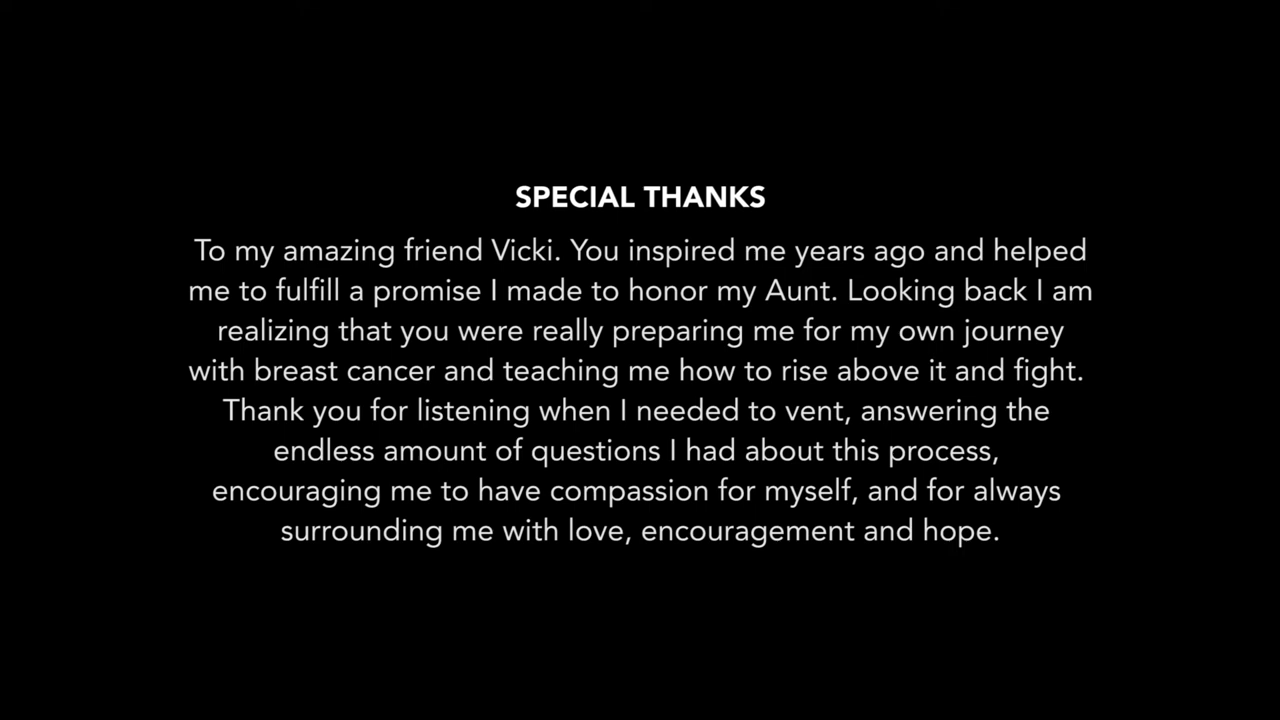 SPECIAL THANKS
To my amazing friend Vicki. You inspired me years ago and helped
me to fulfill a promise I made to honor my Aunt. Looking back I am
realizing that you were really preparing me for my own journey
with breast cancer and teaching me how to rise above it and fight.
Thank you for listening when I needed to vent, answering the
endless amount of questions I had about this process,
encouraging me to have compassion for myself, and for always
surrounding me with love, encouragement and hope.